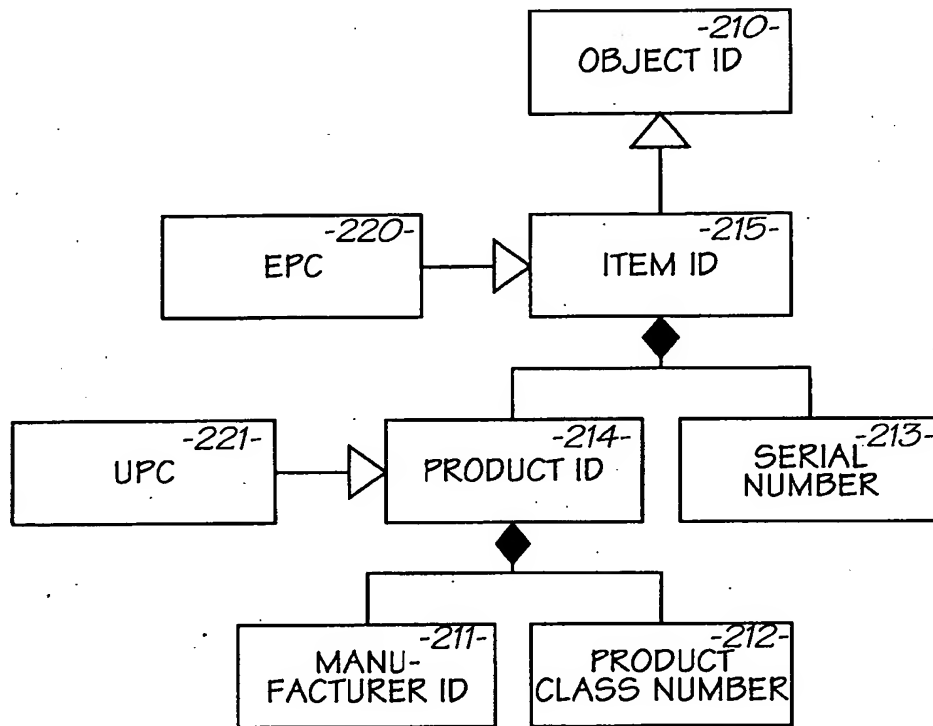 -210-
OBJECT ID
-220-
EPC
-215-
ITEM ID
-221-
UPC
-214-
PRODUCT ID
-213-
SERIAL
NUMBER
-211-
MANU-
FACTURER ID
-212-
PRODUCT
CLASS NUMBER